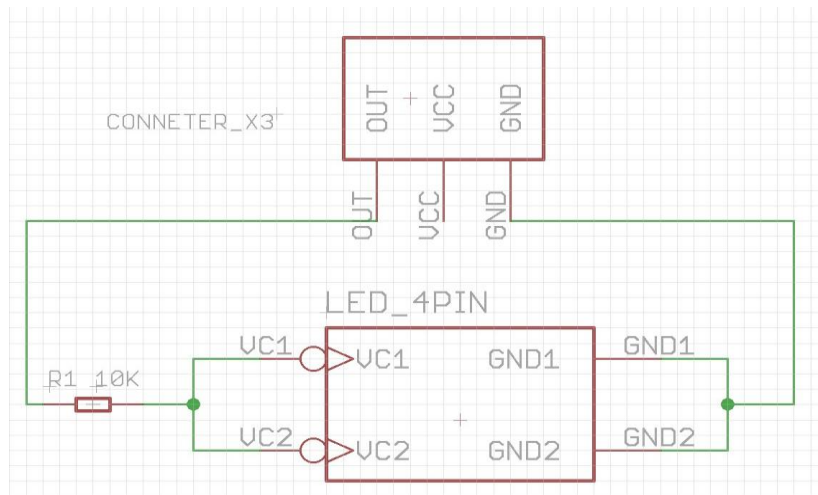 OUT VCC GND
CONNETER_X3
OUT VCC GND
LED_4PIN
VC1 VC1 GND1 GND1
R1 10K
VC2 VC2 GND2 GND2